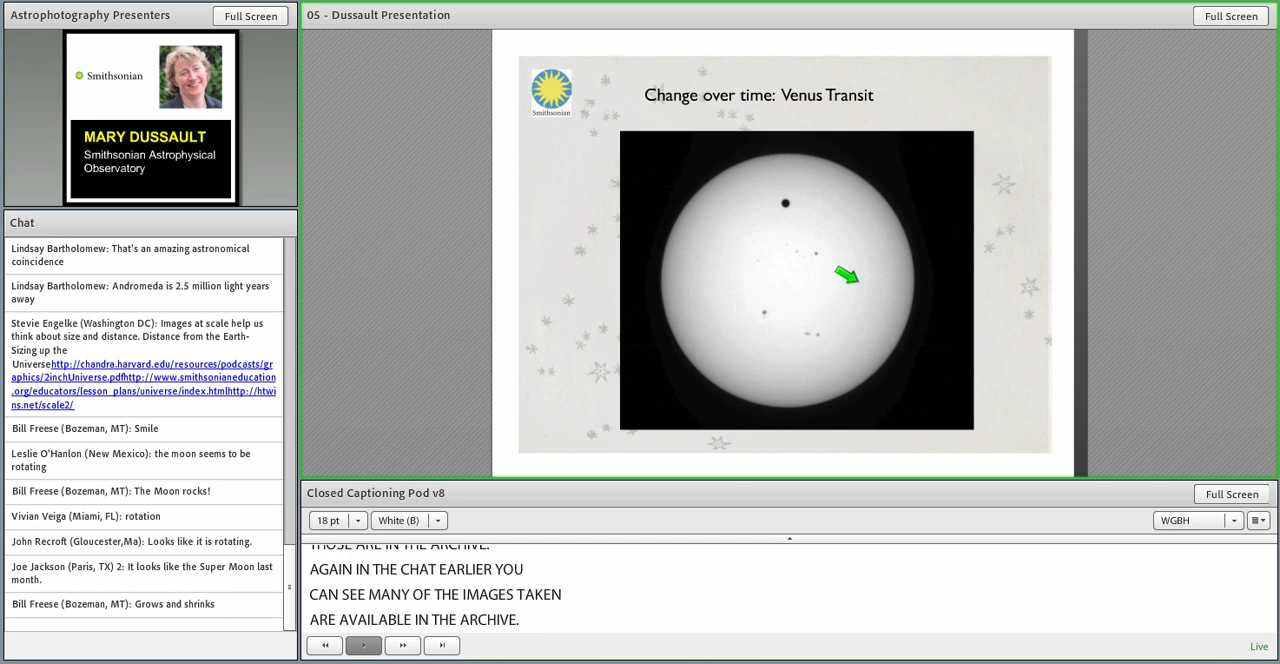 Astrophotography Presenters
Full Screen
Smithsonian
MARY DUSSAULT
Smithsonian Astrophysical
Observatory
Chat
Lindsay Bartholomew: That's an amazing astronomical
coincidence
Lindsay Bartholomew: Andromeda is 2.5 million light years
away
Stevie Engelke (Washington DC): Images at scale help us
think about size and distance. Distance from the Earth-
Sizing up the
Universehttp://chandra.harvard.edu/resources/podcasts/gr
aphics/2inchUniverse.pdfhttp://www.smithsonianeducation
.org/educators/lesson_plans/universe/index.htmlhttp://htwi
ns.net/scale2/
Bill Freese (Bozeman, MT): Smile
Leslie O'Hanlon (New Mexico): the moon seems to be
rotating
Bill Freese (Bozeman, MT): The Moon rocks!
Vivian Veiga (Miami, FL): rotation
John Recroft (Gloucester,Ma): Looks like it is rotating.
Joe Jackson (Paris, TX) 2: It looks like the Super Moon last
month.
Bill Freese (Bozeman, MT): Grows and shrinks
05 - Dussault Presentation
Full Screen
Smithsonian
Change over time: Venus Transit
Closed Captioning Pod v8
Full Screen
18 pt
White (B)
WGBH
THOSE ARE IN THE ARCHIVE.
AGAIN IN THE CHAT EARLIER YOU
CAN SEE MANY OF THE IMAGES TAKEN
ARE AVAILABLE IN THE ARCHIVE.
Live